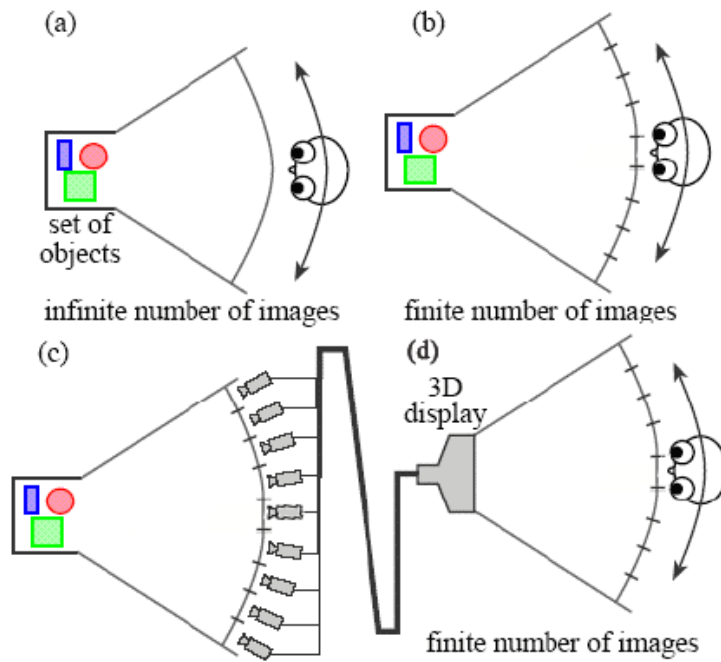 (a)
set of
objects
infinite number of images
(b)
finite number of images
(c)
(d)
3D
display
finite number of images